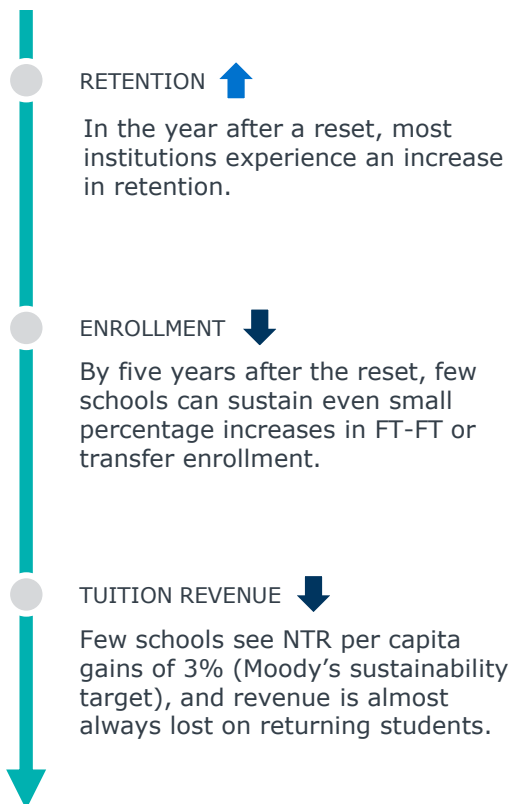 RETENTION
In the year after a reset, most
institutions experience an increase
in retention.
ENROLLMENT
By five years after the reset, few
schools can sustain even small
percentage increases in FT-FT or
transfer enrollment.
TUITION REVENUE
Few schools see NTR per capita
gains of 3% (Moody’s sustainability
target), and revenue is almost
always lost on returning students.